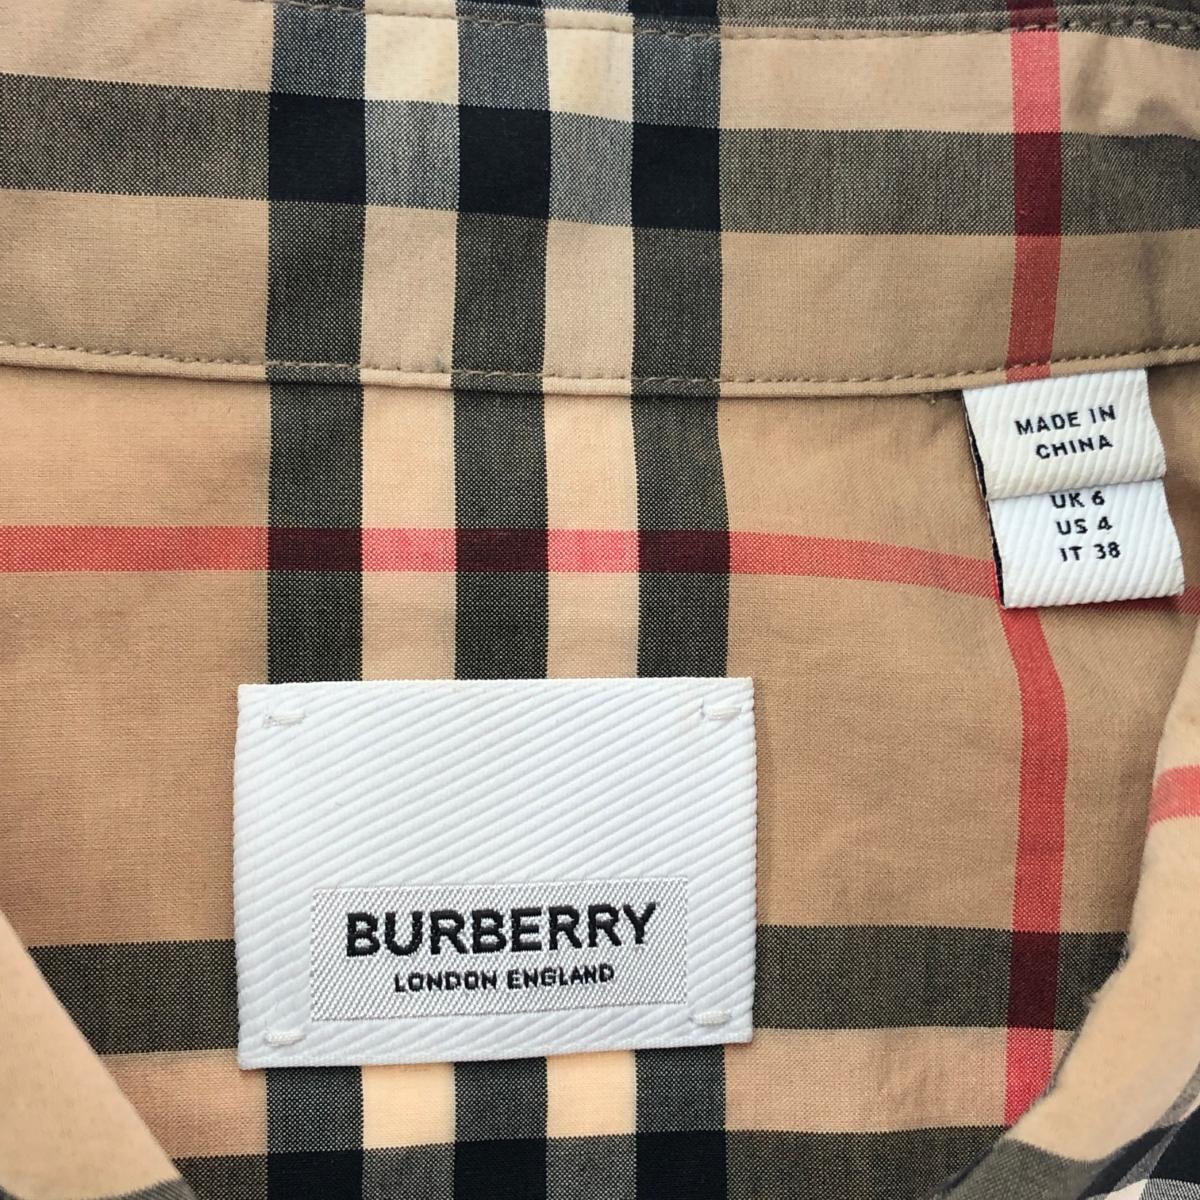 MADE IN
CHINA
UK 6
US 4
IT 38
BURBERRY
LONDON ENGLAND